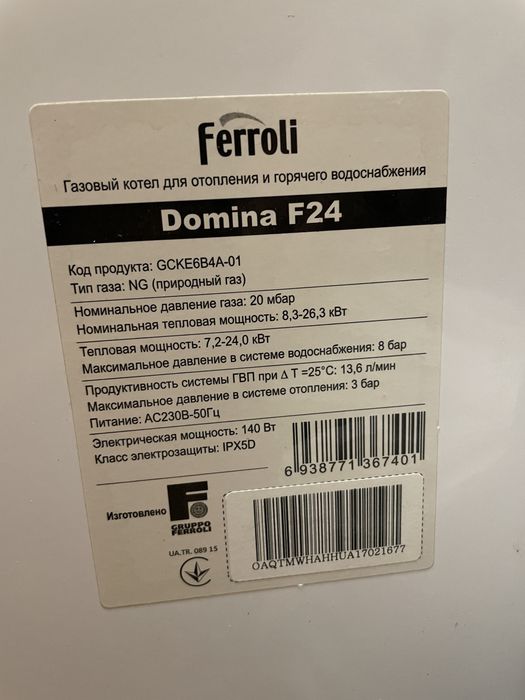 Ferroli
Газовый котел для отопления и горячего водоснабжения
Domina F24
Код продукта: GCKE6B4A-01
Тип газа: NG (природный газ)
Номинальное давление газа: 20 мбар
Номинальная тепловая мощность: 8,3-26,3 кВт
Тепловая мощность: 7,2-24,0 кВт
Максимальное давление в системе водоснабжения: 8 бар
Продуктивность системы ГВП при Δ T =25°C: 13,6 л/мин
Максимальное давление в системе отопления: 3 бар
Питание: AC230В-50Гц
Электрическая мощность: 140 Вт
Класс электрозащиты: IPX5D
6 938771 367401
Изготовлено
GRUPPO
FERROLI
UA.TR. 089 15
OAQTMWHAHHUA17021677